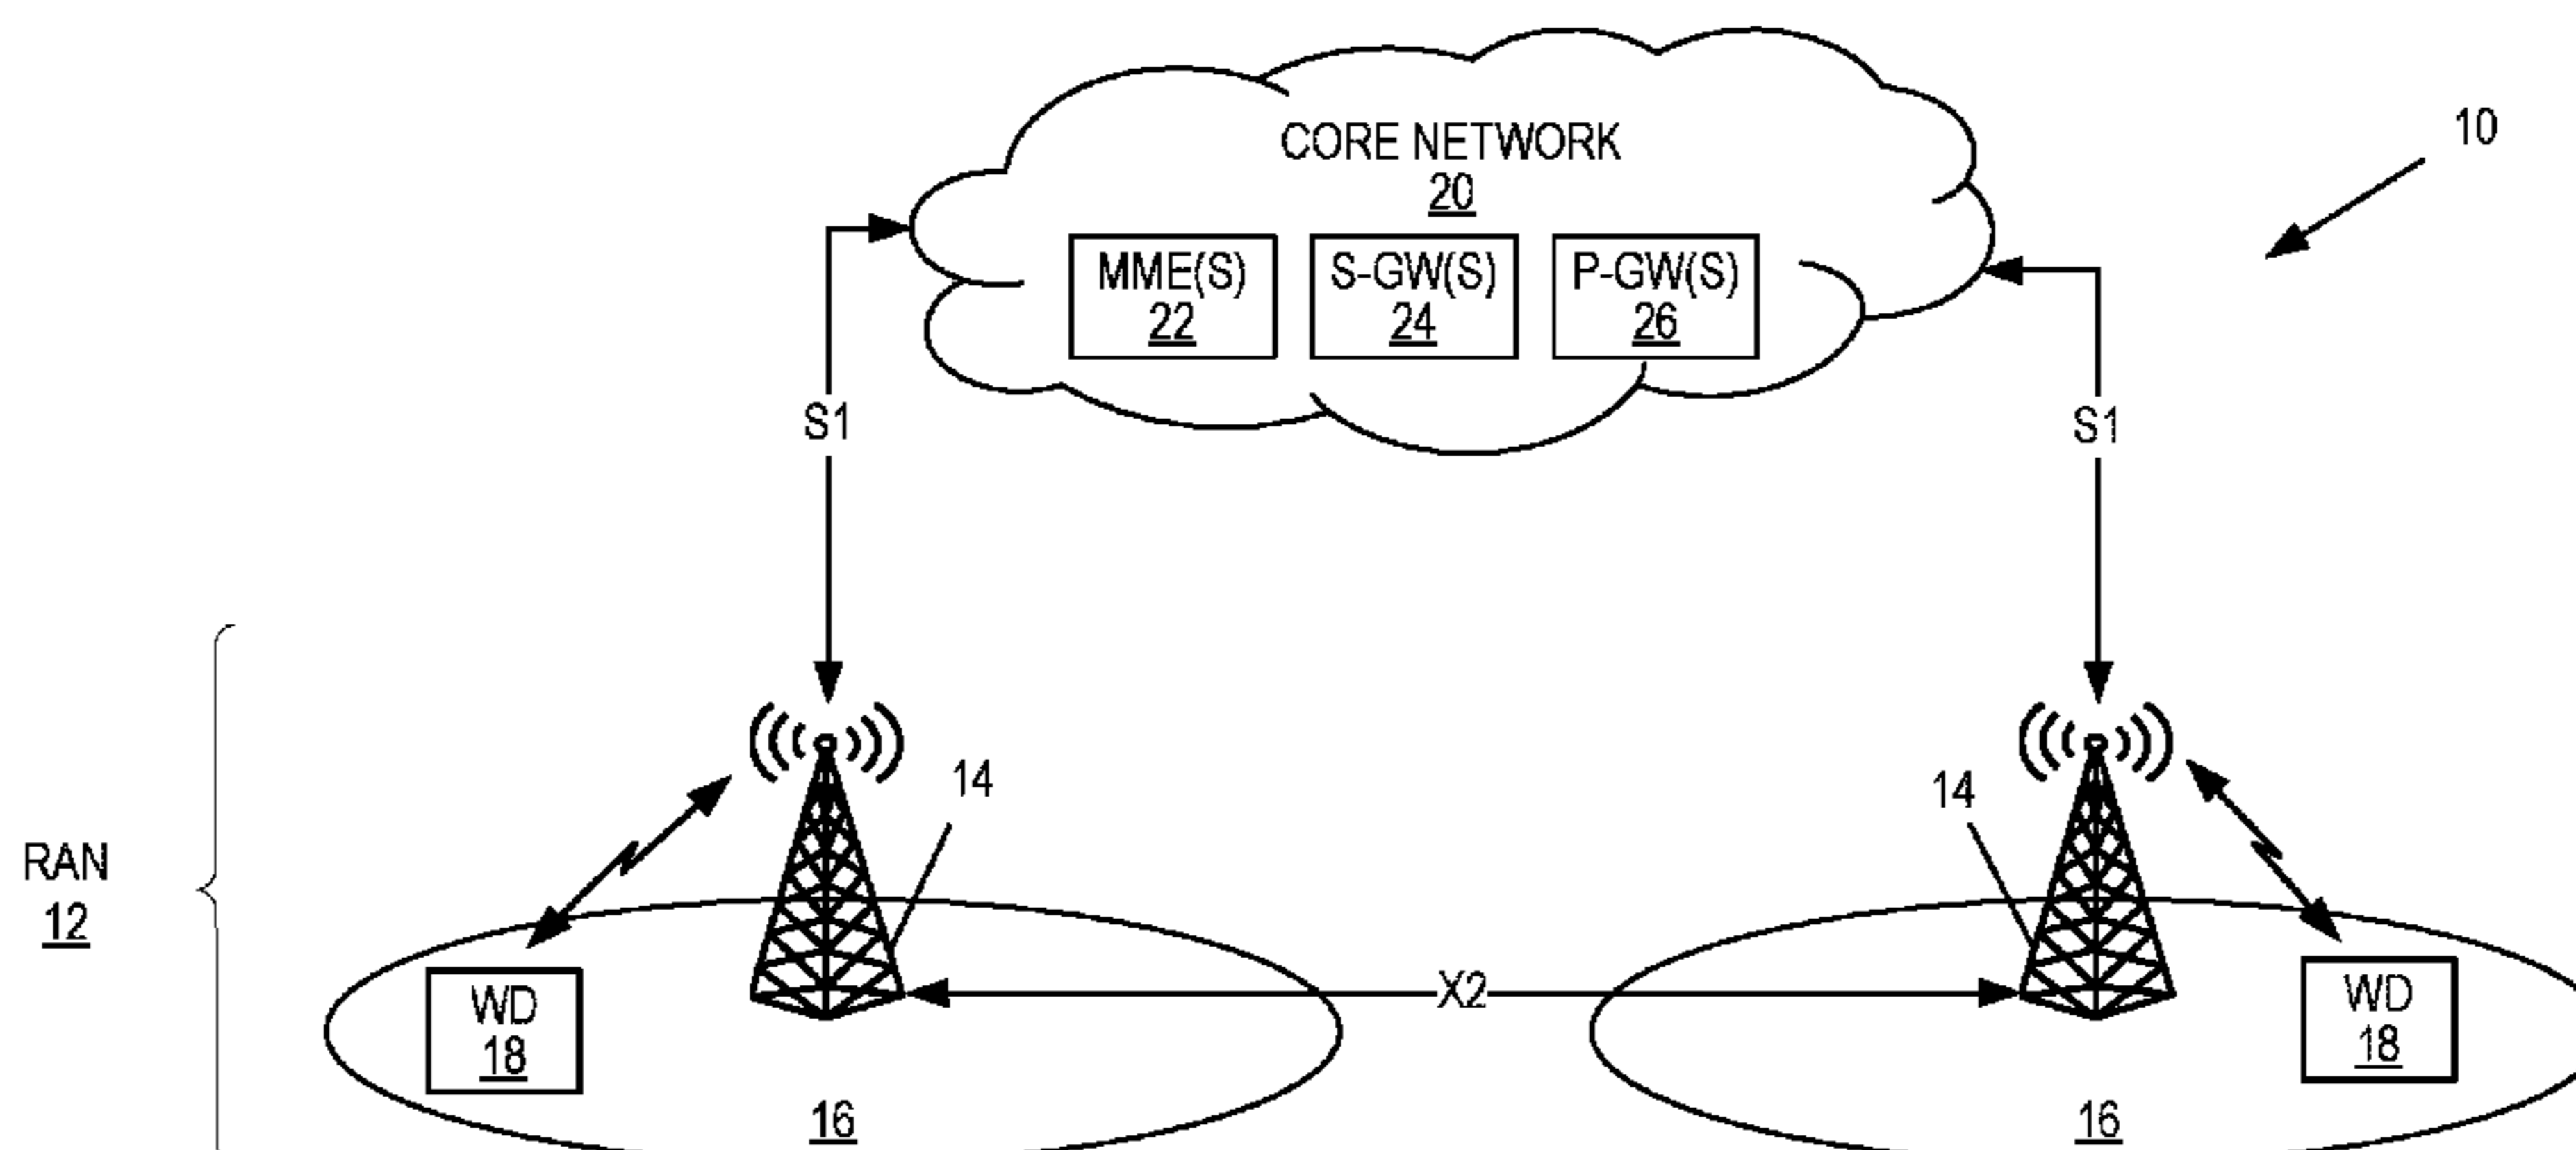 CORE NETWORK
20
10
MME(S)
22
S-GW(S)
24
P-GW(S)
26
S1
S1
14
14
RAN
12
X2
WD
18
WD
18
16
16